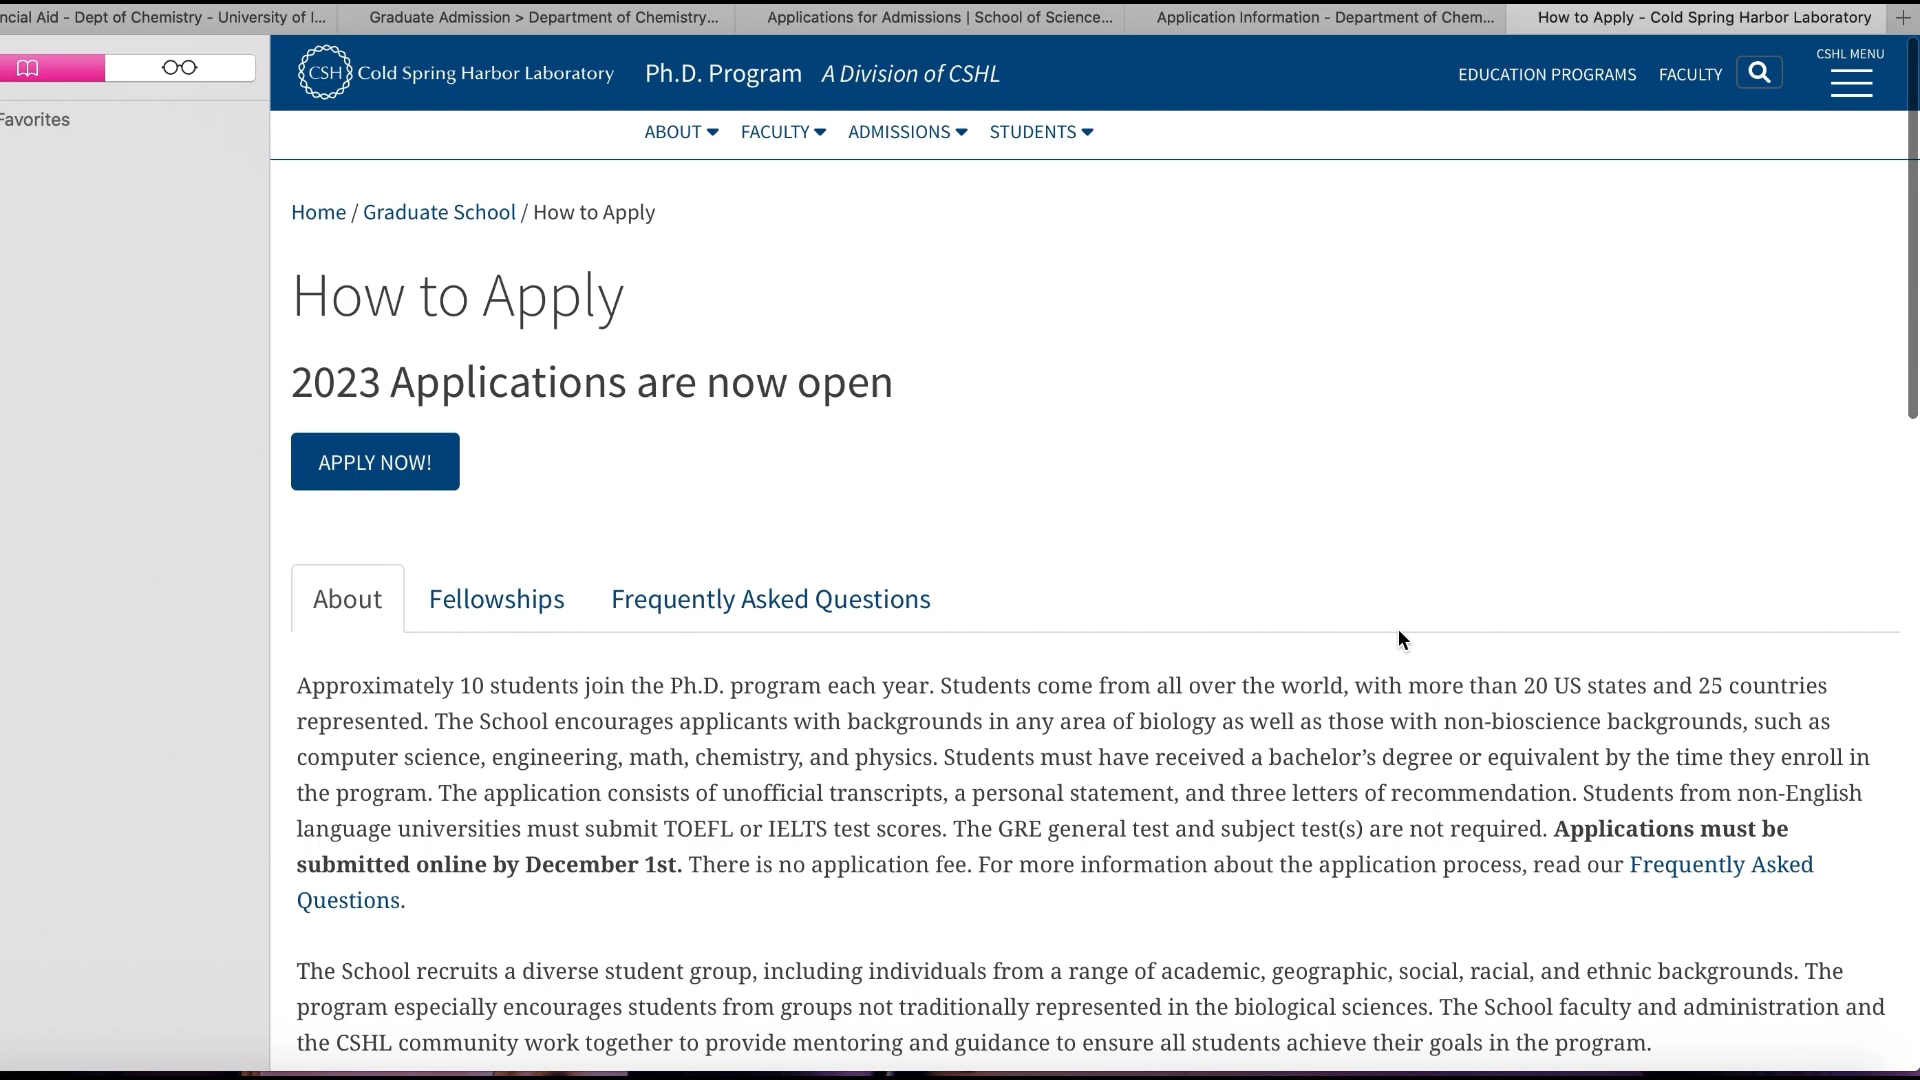 ncial Aid - Dept of Chemistry - University of I...
Graduate Admission > Department of Chemistry...
Applications for Admissions | School of Science...
Application Information - Department of Chem...
How to Apply - Cold Spring Harbor Laboratory
Favorites
CSH Cold Spring Harbor Laboratory
Ph.D. Program A Division of CSHL
EDUCATION PROGRAMS FACULTY
CSHL MENU
ABOUT FACULTY ADMISSIONS STUDENTS
Home / Graduate School / How to Apply
How to Apply
2023 Applications are now open
APPLY NOW!
About Fellowships Frequently Asked Questions
Approximately 10 students join the Ph.D. program each year. Students come from all over the world, with more than 20 US states and 25 countries
represented. The School encourages applicants with backgrounds in any area of biology as well as those with non-bioscience backgrounds, such as
computer science, engineering, math, chemistry, and physics. Students must have received a bachelor’s degree or equivalent by the time they enroll in
the program. The application consists of unofficial transcripts, a personal statement, and three letters of recommendation. Students from non-English
language universities must submit TOEFL or IELTS test scores. The GRE general test and subject test(s) are not required. Applications must be
submitted online by December 1st. There is no application fee. For more information about the application process, read our Frequently Asked
Questions.
The School recruits a diverse student group, including individuals from a range of academic, geographic, social, racial, and ethnic backgrounds. The
program especially encourages students from groups not traditionally represented in the biological sciences. The School faculty and administration and
the CSHL community work together to provide mentoring and guidance to ensure all students achieve their goals in the program.